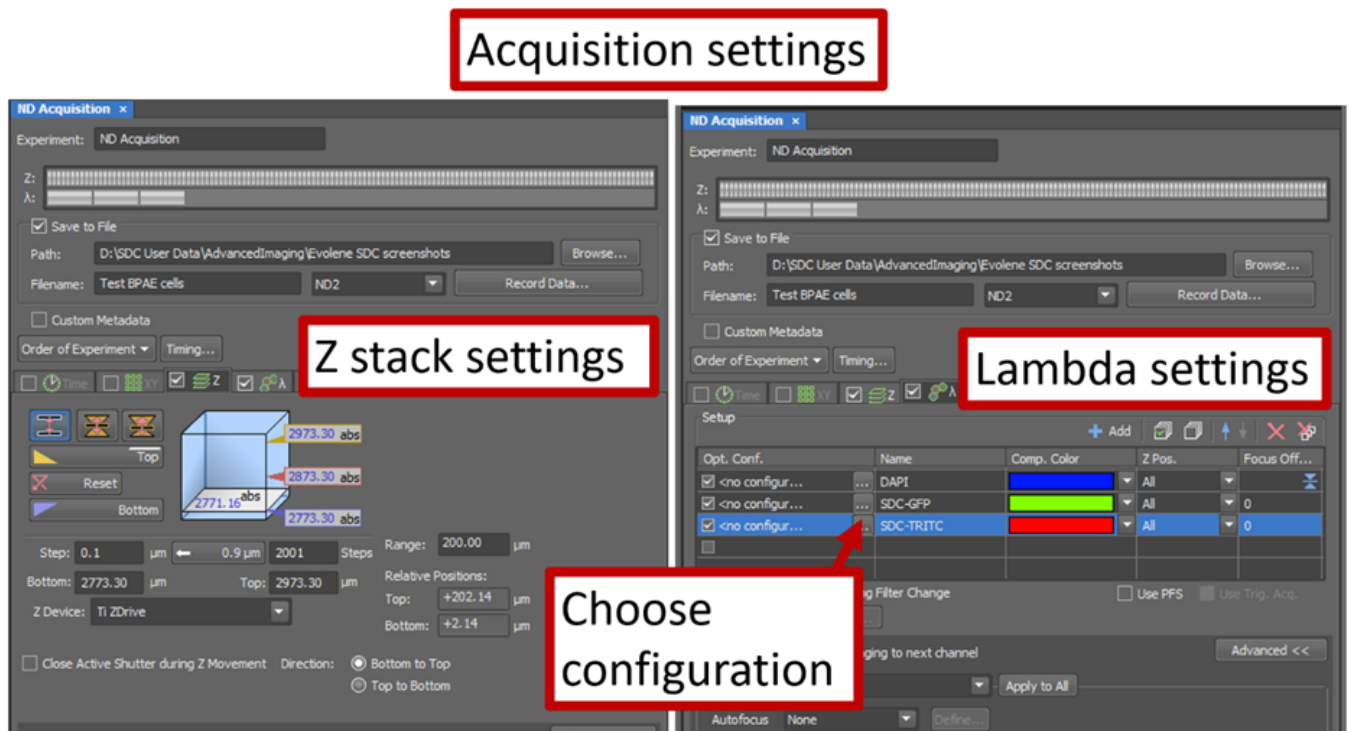 Acquisition settings
ND Acquisition ×
Experiment: ND Acquisition
Z:
λ:
Save to File
Path: D:\SDC User Data\AdvancedImaging\Evolene SDC screenshots Browse...
Filename: Test BPAE cells ND2 Record Data...
Custom Metadata
Order of Experiment Timing...
Z stack settings
Time XY Z λ
2973.30 abs
Top
2873.30 abs
Reset
2771.16 abs
Bottom
2773.30 abs
Step: 0.1 µm 0.9 µm 2001 Steps Range: 200.00 µm
Bottom: 2773.30 µm Top: 2973.30 µm Relative Positions:
Z Device: Ti ZDrive Top: +202.14 µm
Bottom: +2.14 µm
Close Active Shutter during Z Movement Direction: Bottom to Top
Top to Bottom
ND Acquisition ×
Experiment: ND Acquisition
Z:
λ:
Save to File
Path: D:\SDC User Data\AdvancedImaging\Evolene SDC screenshots Browse...
Filename: Test BPAE cells ND2 Record Data...
Custom Metadata
Order of Experiment Timing...
Lambda settings
Time XY Z λ
Setup
Add
Opt. Conf. Name Comp. Color Z Pos. Focus Off...
<no configur... ... DAPI All
<no configur... ... SDC-GFP All 0
<no configur... SDC-TRITC All 0
Choose
configuration
Filter Change Use PFS Use Trig. Acq.
to next channel Advanced <<
Apply to All
Autofocus None Define...